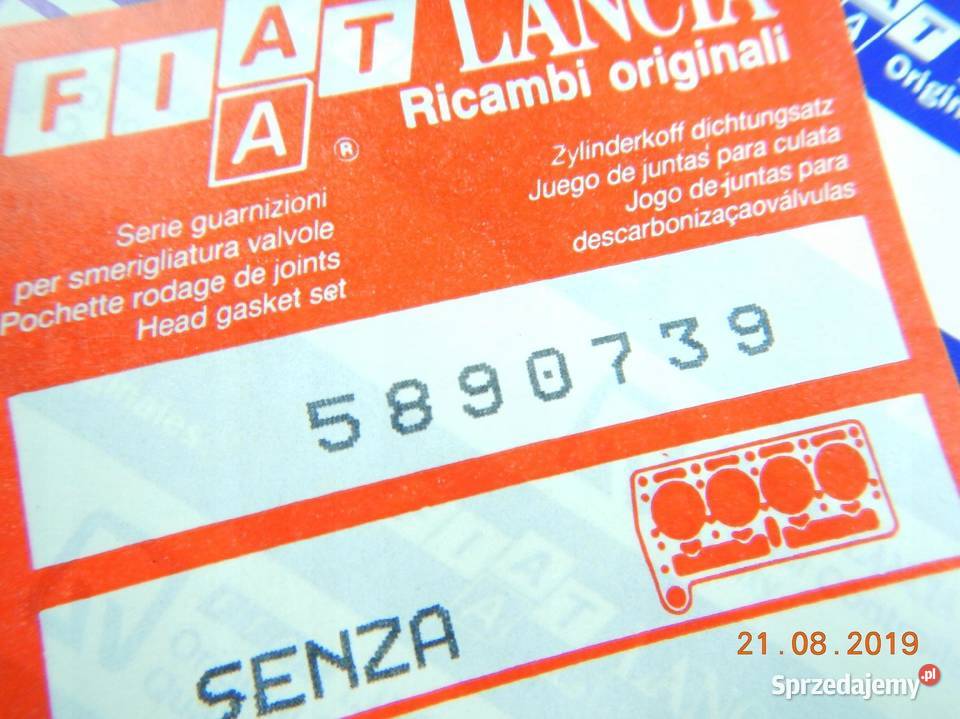 FIAT LANCIA
A
Ricambi originali
®
Serie guarnizioni
per smerigliatura valvole
Pochette rodage de joints
Head gasket set
Zylinderkoff dichtungsatz
Juego de juntas para culata
Jogo de juntas para
descarbonizaçaoválvulas
5890739
SENZA
21.08.2019
Sprzedajemy.pl